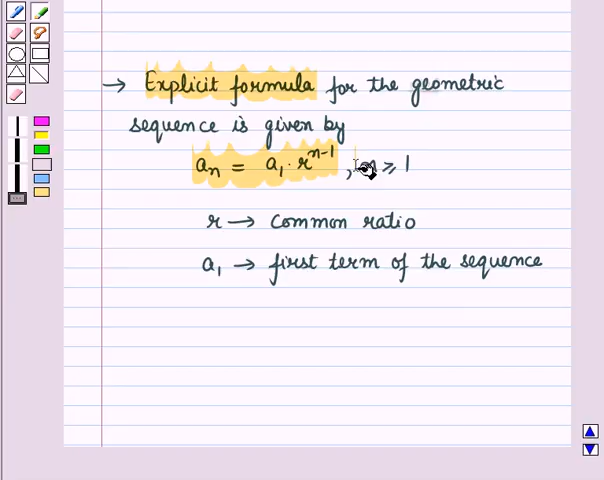 → Explicit formula for the geometric
sequence is given by
aₙ = a₁ · r^(n-1) , ≥ 1
r → common ratio
a₁ → first term of the sequence